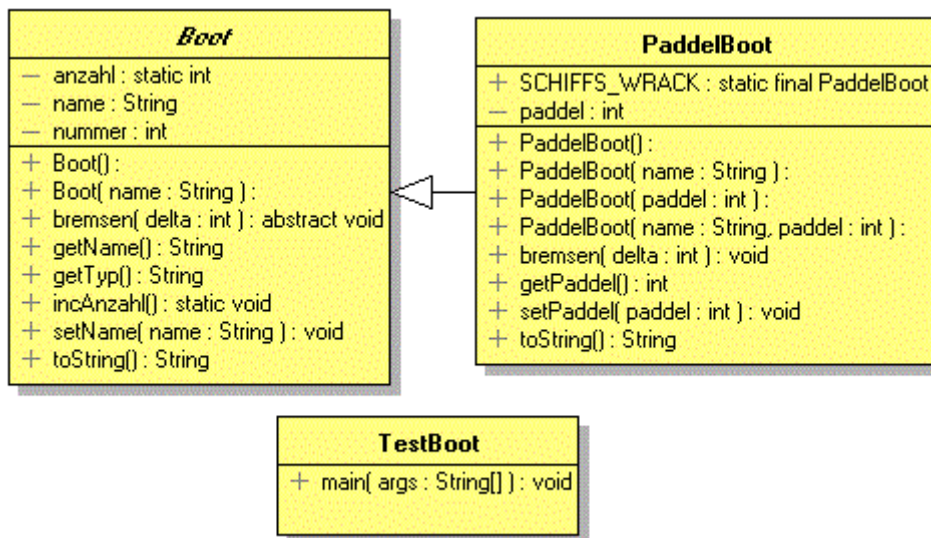 Boot
− anzahl : static int
− name : String
− nummer : int
+ Boot() :
+ Boot( name : String ) :
+ bremsen( delta : int ) : abstract void
+ getName() : String
+ getTyp() : String
+ incAnzahl() : static void
+ setName( name : String ) : void
+ toString() : String
PaddelBoot
+ SCHIFFS_WRACK : static final PaddelBoot
− paddel : int
+ PaddelBoot() :
+ PaddelBoot( name : String ) :
+ PaddelBoot( paddel : int ) :
+ PaddelBoot( name : String, paddel : int ) :
+ bremsen( delta : int ) : void
+ getPaddel() : int
+ setPaddel( paddel : int ) : void
+ toString() : String
TestBoot
+ main( args : String[] ) : void